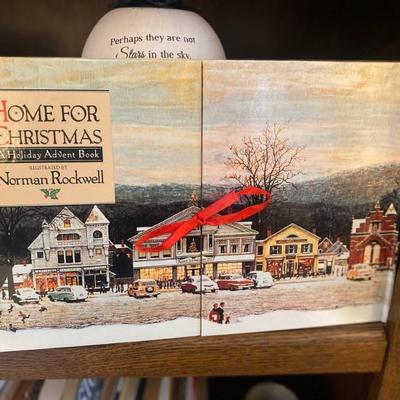 Perhaps they are not
Stars in the sky,
HOME FOR
CHRISTMAS
A Holiday Advent Book
ILLUSTRATED BY
Norman Rockwell